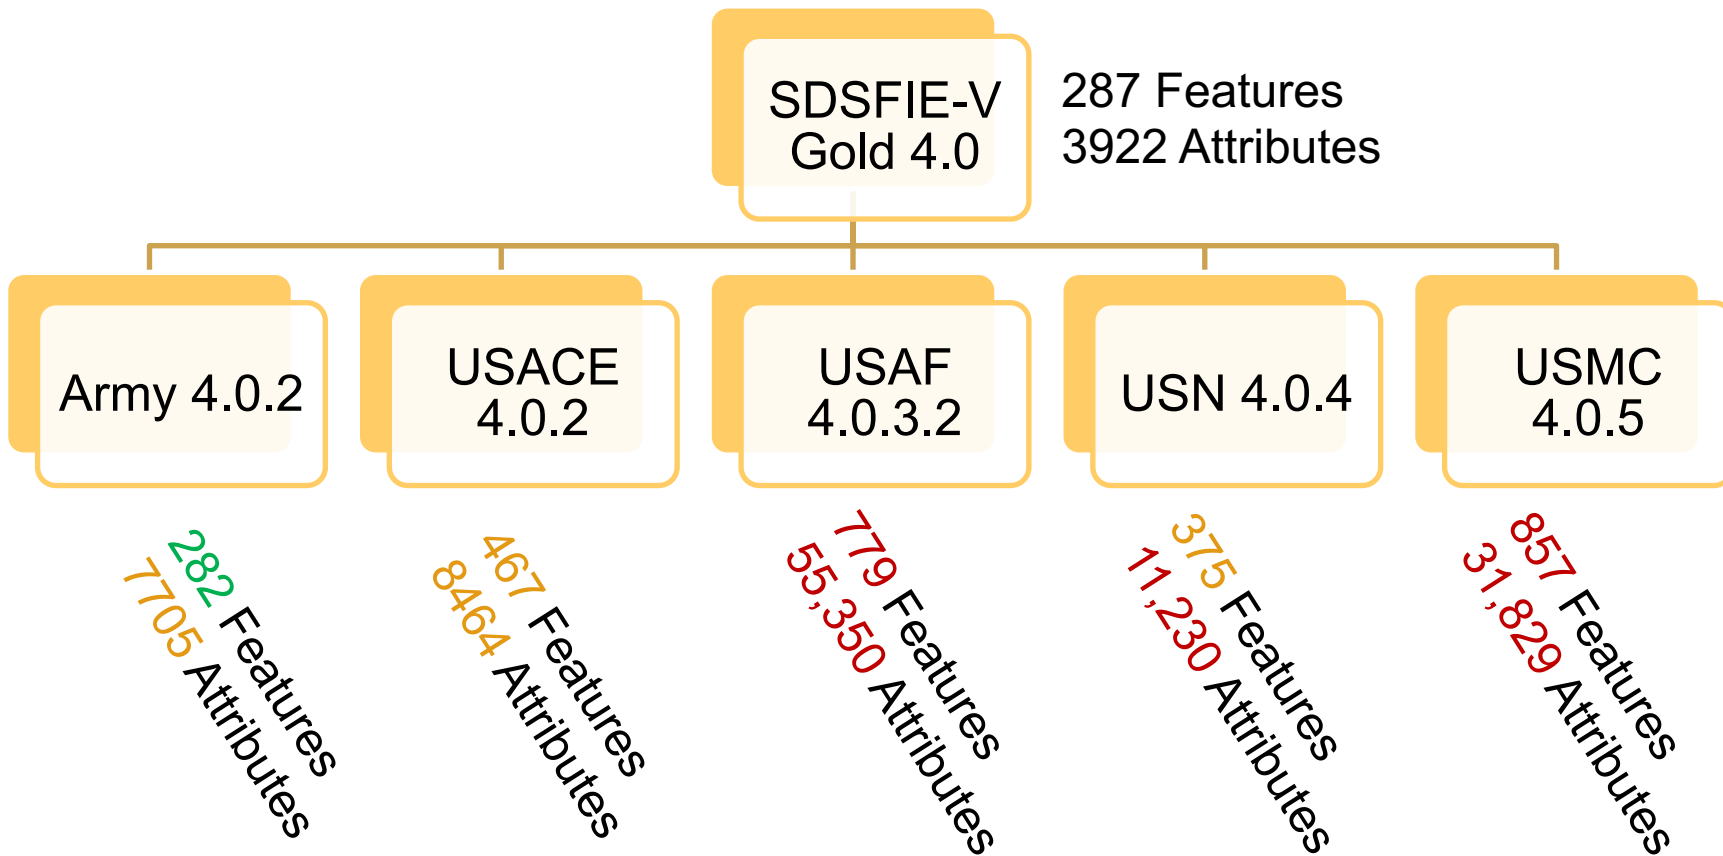 SDSFIE-V
Gold 4.0
287 Features
3922 Attributes
Army 4.0.2
USACE
4.0.2
USAF
4.0.3.2
USN 4.0.4
USMC
4.0.5
282 Features
7705 Attributes
467 Features
8464 Attributes
779 Features
55,350 Attributes
375 Features
11,230 Attributes
857 Features
31,829 Attributes